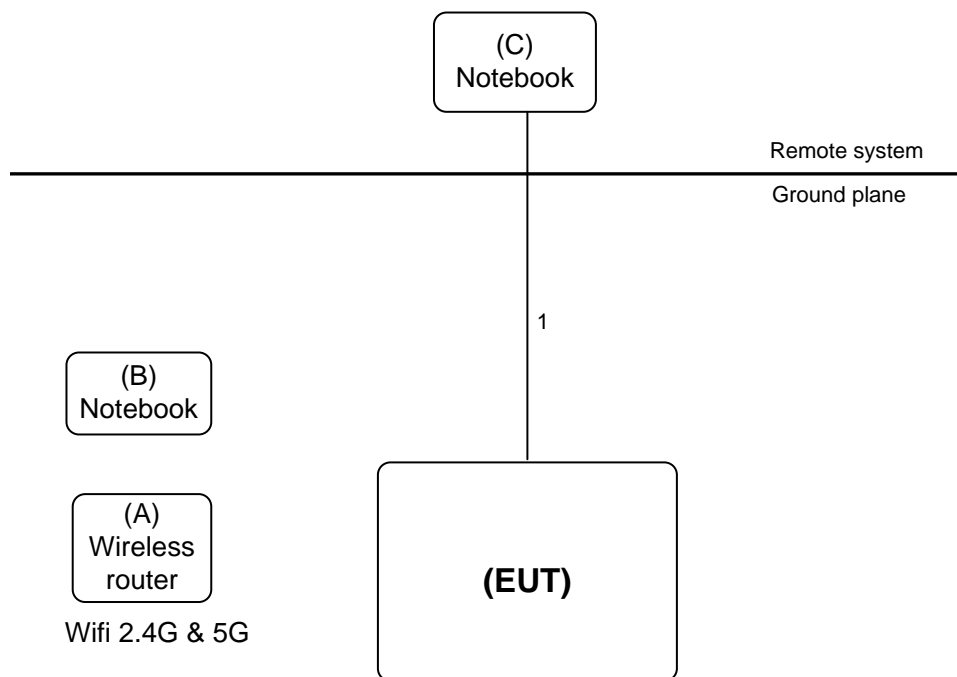 (C)
Notebook
Remote system
Ground plane
1
(B)
Notebook
(A)
Wireless
router
(EUT)
Wifi 2.4G & 5G